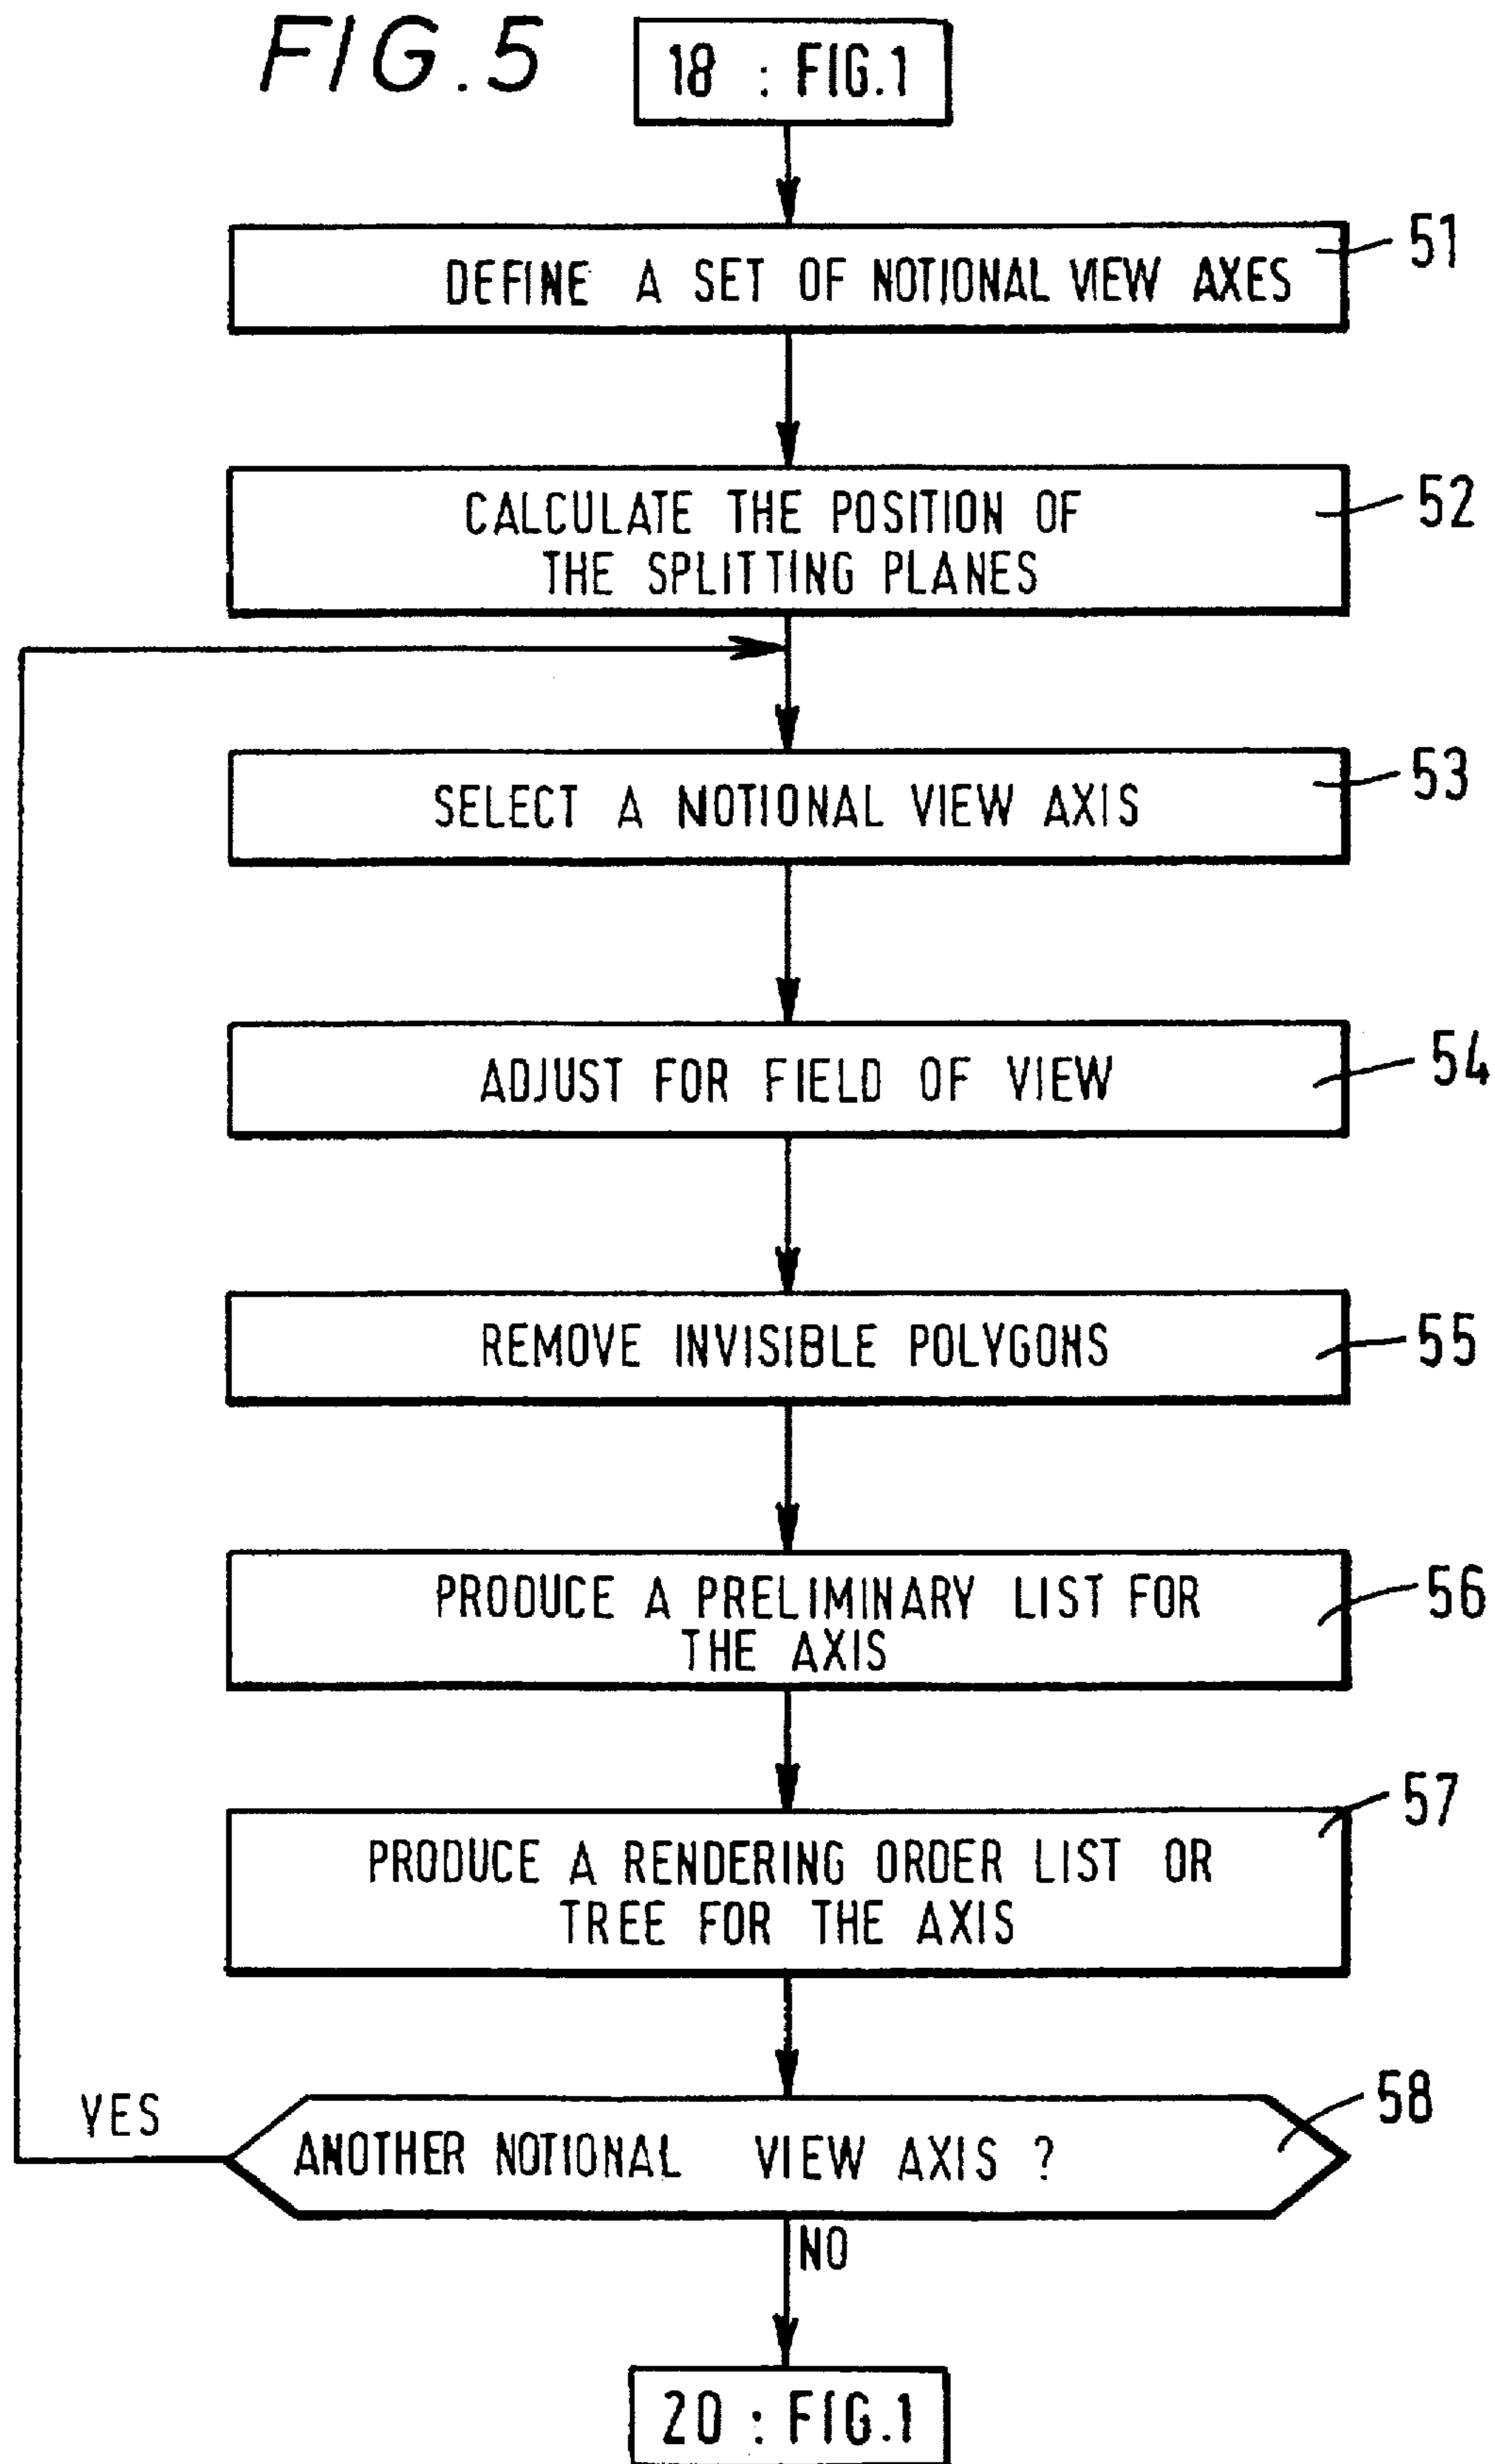 FIG.5
18 : FIG.1
DEFINE A SET OF NOTIONAL VIEW AXES
51
CALCULATE THE POSITION OF
THE SPLITTING PLANES
52
SELECT A NOTIONAL VIEW AXIS
53
ADJUST FOR FIELD OF VIEW
54
REMOVE INVISIBLE POLYGONS
55
PRODUCE A PRELIMINARY LIST FOR
THE AXIS
56
PRODUCE A RENDERING ORDER LIST OR
TREE FOR THE AXIS
57
ANOTHER NOTIONAL VIEW AXIS ?
58
YES
NO
20 : FIG.1